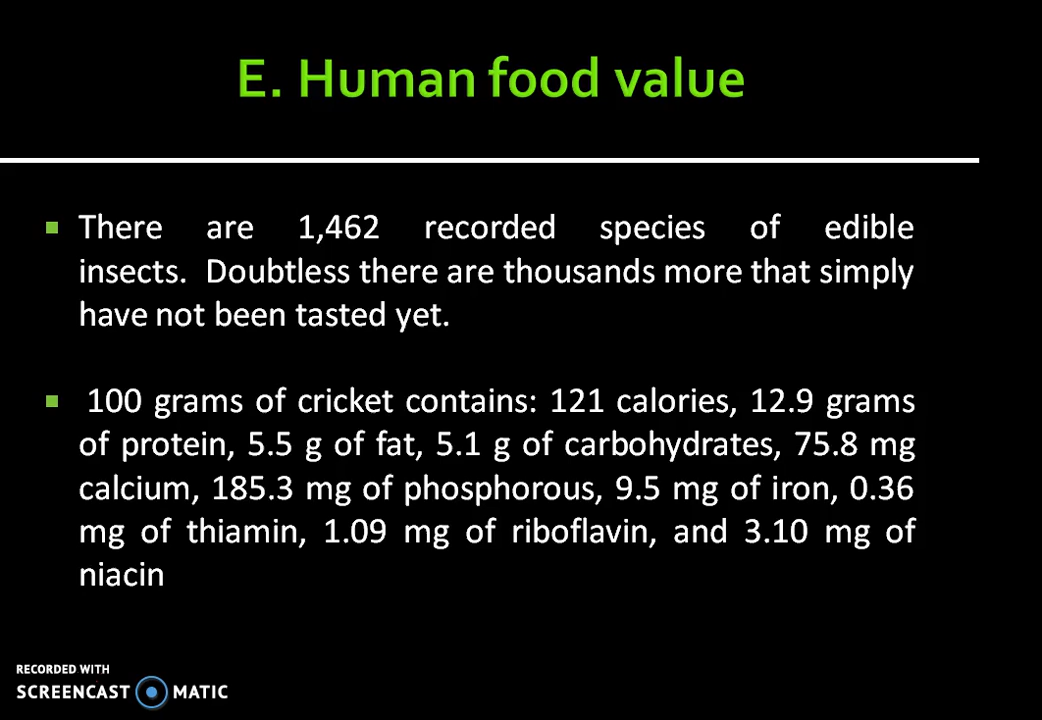 E. Human food value
There are 1,462 recorded species of edible
insects. Doubtless there are thousands more that simply
have not been tasted yet.
100 grams of cricket contains: 121 calories, 12.9 grams
of protein, 5.5 g of fat, 5.1 g of carbohydrates, 75.8 mg
calcium, 185.3 mg of phosphorous, 9.5 mg of iron, 0.36
mg of thiamin, 1.09 mg of riboflavin, and 3.10 mg of
niacin
RECORDED WITH
SCREENCAST MATIC